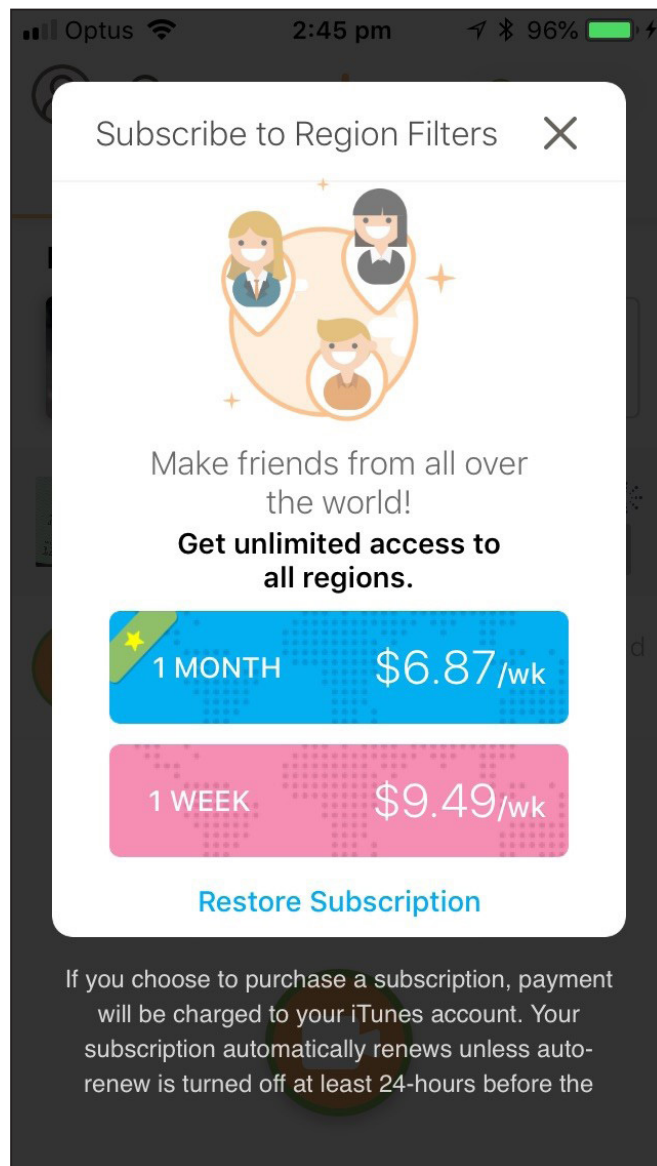 Optus 2:45 pm 96%
Subscribe to Region Filters
Make friends from all over
the world!
Get unlimited access to
all regions.
1 MONTH $6.87/wk
1 WEEK $9.49/wk
Restore Subscription
If you choose to purchase a subscription, payment
will be charged to your iTunes account. Your
subscription automatically renews unless auto-
renew is turned off at least 24-hours before the